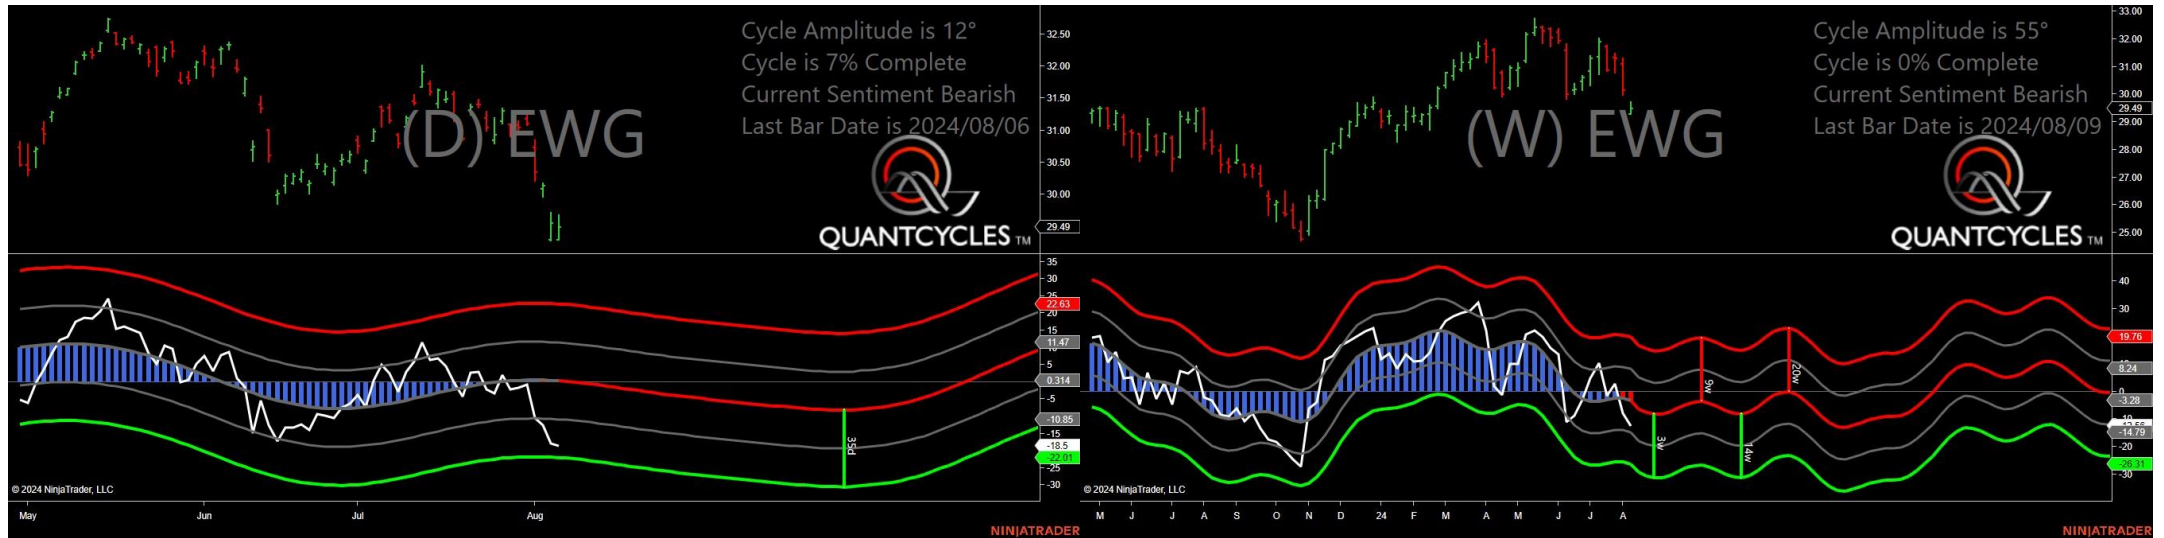 Cycle Amplitude is 12°
Cycle is 7% Complete
Current Sentiment Bearish
Last Bar Date is 2024/08/06
(D) EWG
QUANTCYCLES TM
32.50
32.00
31.50
31.00
30.50
30.00
29.49
35
30
25
22.63
20
15
11.47
5
0.314
-5
-10.85
-15
-18.5
-22.01
-25
-30
35d
© 2024 NinjaTrader, LLC
May
Jun
Jul
Aug
NINJATRADER
Cycle Amplitude is 55°
Cycle is 0% Complete
Current Sentiment Bearish
Last Bar Date is 2024/08/09
(W) EWG
QUANTCYCLES TM
33.00
32.00
31.00
30.00
29.49
29.00
28.00
27.00
26.00
25.00
40
30
19.76
8.24
0
-3.28
-14.79
-20
-26.31
-30
3w
9w
14w
20w
© 2024 NinjaTrader, LLC
M J J A S O N D 24 F M A M J J A
NINJATRADER